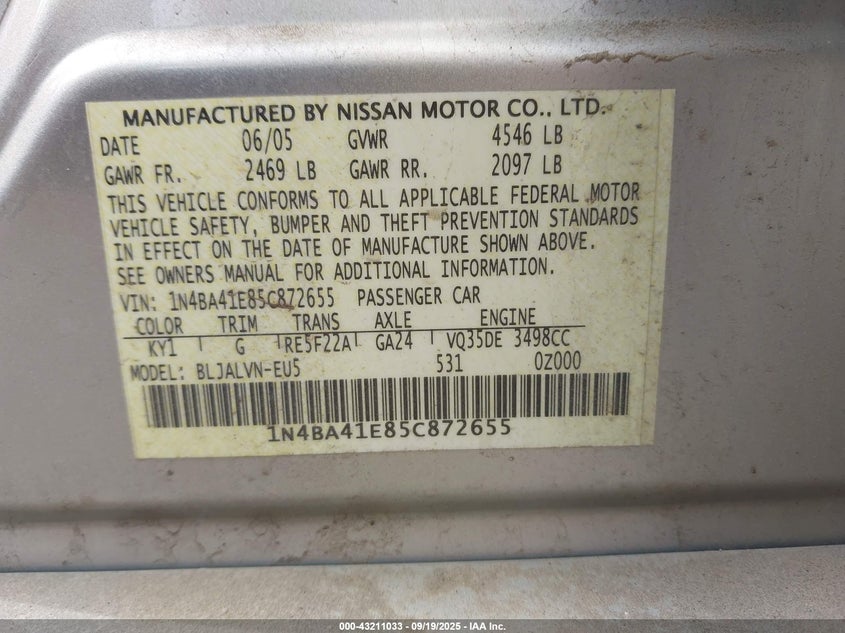 MANUFACTURED BY NISSAN MOTOR CO., LTD.
DATE 06/05 GVWR 4546 LB
GAWR FR. 2469 LB GAWR RR. 2097 LB
THIS VEHICLE CONFORMS TO ALL APPLICABLE FEDERAL MOTOR
VEHICLE SAFETY, BUMPER AND THEFT PREVENTION STANDARDS
IN EFFECT ON THE DATE OF MANUFACTURE SHOWN ABOVE.
SEE OWNERS MANUAL FOR ADDITIONAL INFORMATION.
VIN: 1N4BA41E85C872655 PASSENGER CAR
COLOR TRIM TRANS AXLE ENGINE
KY1 G RE5F22A GA24 VQ35DE 3498CC
MODEL: BLJALVN-EU5 531 0Z000
1N4BA41E85C872655
000-43211033 - 09/19/2025 - IAA Inc.